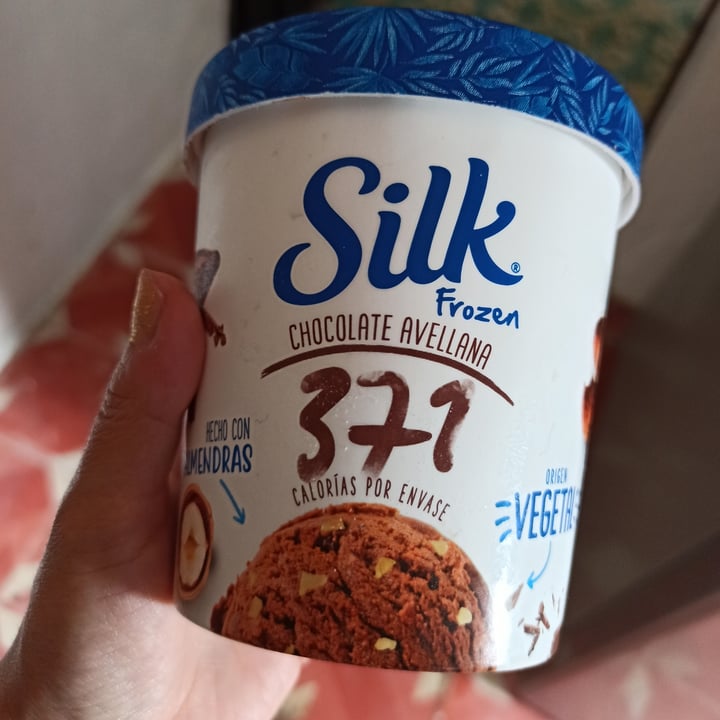 Silk®
Frozen
CHOCOLATE AVELLANA
371
CALORÍAS POR ENVASE
HECHO CON
ALMENDRAS
ORIGEN
VEGETAL